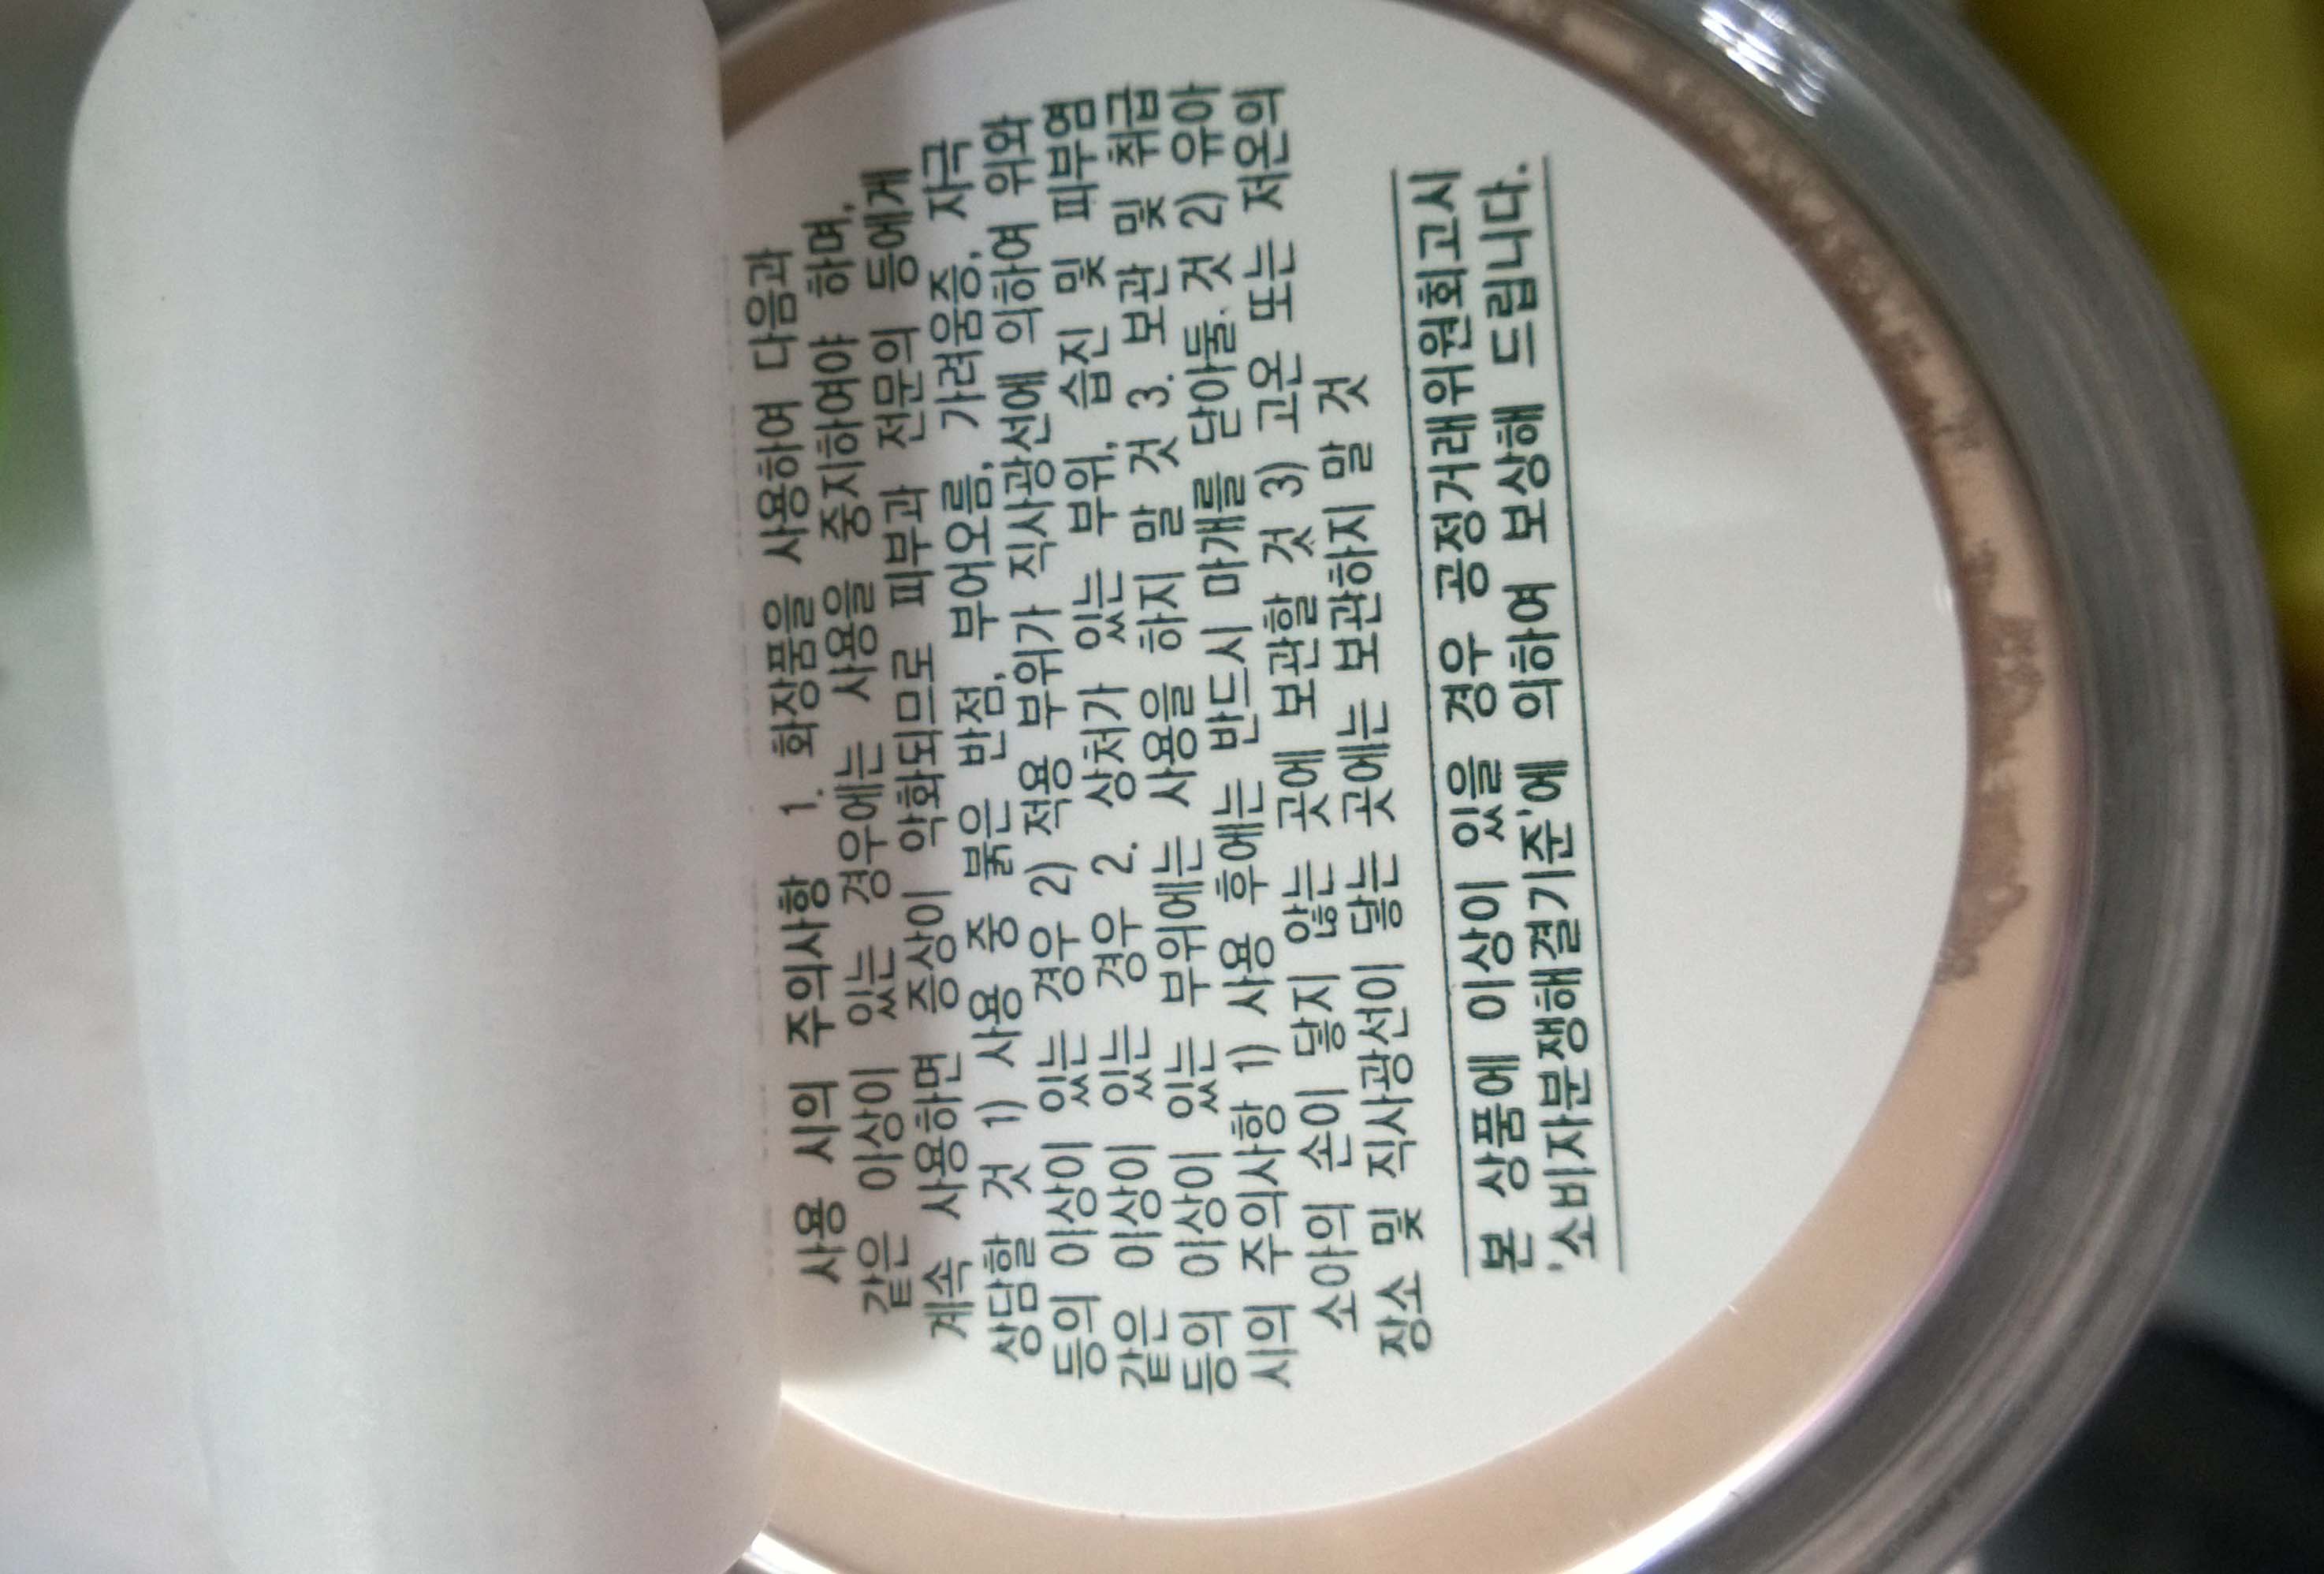 사용 시의 주의사항 1. 화장품을 사용하여 다음과
같은 이상이 있는 경우에는 사용을 중지하여야 하며,
계속 사용하면 증상이 악화되므로 피부과 전문의 등에게
상담할 것 1) 사용 중 붉은 반점, 부어오름, 가려움증, 자극
등의 이상이 있는 경우 2) 적용 부위가 직사광선에 의하여 위와
같은 이상이 있는 경우 2. 상처가 있는 부위, 습진 및 피부염
등의 이상이 있는 부위에는 사용을 하지 말 것 3. 보관 및 취급
시의 주의사항 1) 사용 후에는 반드시 마개를 닫아둘 것 2) 유아
소아의 손이 닿지 않는 곳에 보관할 것 3) 고온 또는 저온의
장소 및 직사광선이 닿는 곳에는 보관하지 말 것
본 상품에 이상이 있을 경우 공정거래위원회고시
'소비자분쟁해결기준'에 의하여 보상해 드립니다.